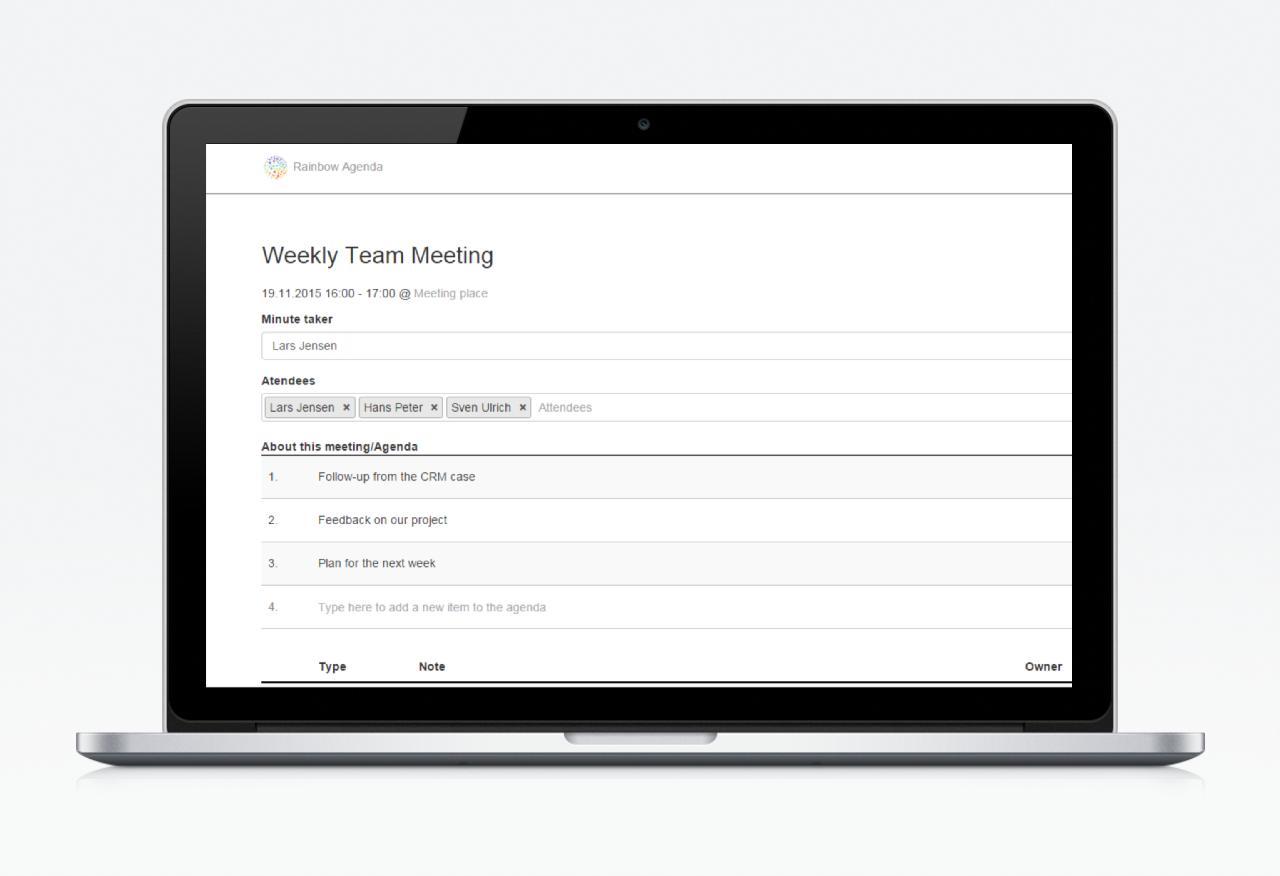 Rainbow Agenda
Weekly Team Meeting
19.11.2015 16:00 - 17:00 @ Meeting place
Minute taker
Lars Jensen
Atendees
Lars Jensen × Hans Peter × Sven Ulrich × Attendees
About this meeting/Agenda
1. Follow-up from the CRM case
2. Feedback on our project
3. Plan for the next week
4. Type here to add a new item to the agenda
Type Note Owner